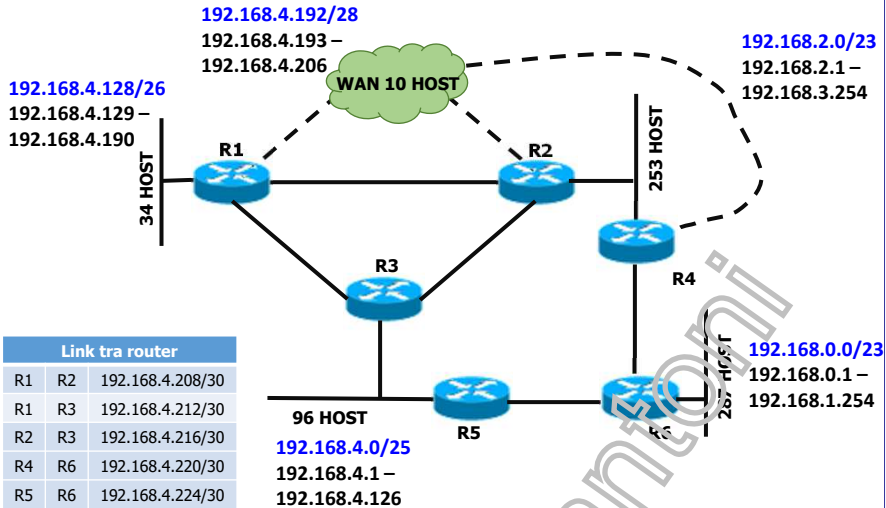 192.168.4.192/28
192.168.4.193 –
192.168.4.206
WAN 10 HOST
192.168.2.0/23
192.168.2.1 –
192.168.3.254
192.168.4.128/26
192.168.4.129 –
192.168.4.190
34 HOST
R1
R2
253 HOST
R3
R4
Link tra router
R1 R2 192.168.4.208/30
R1 R3 192.168.4.212/30
R2 R3 192.168.4.216/30
R4 R6 192.168.4.220/30
R5 R6 192.168.4.224/30
96 HOST
192.168.4.0/25
192.168.4.1 –
192.168.4.126
R5
R6
HOST
192.168.0.0/23
192.168.0.1 –
192.168.1.254
antoni